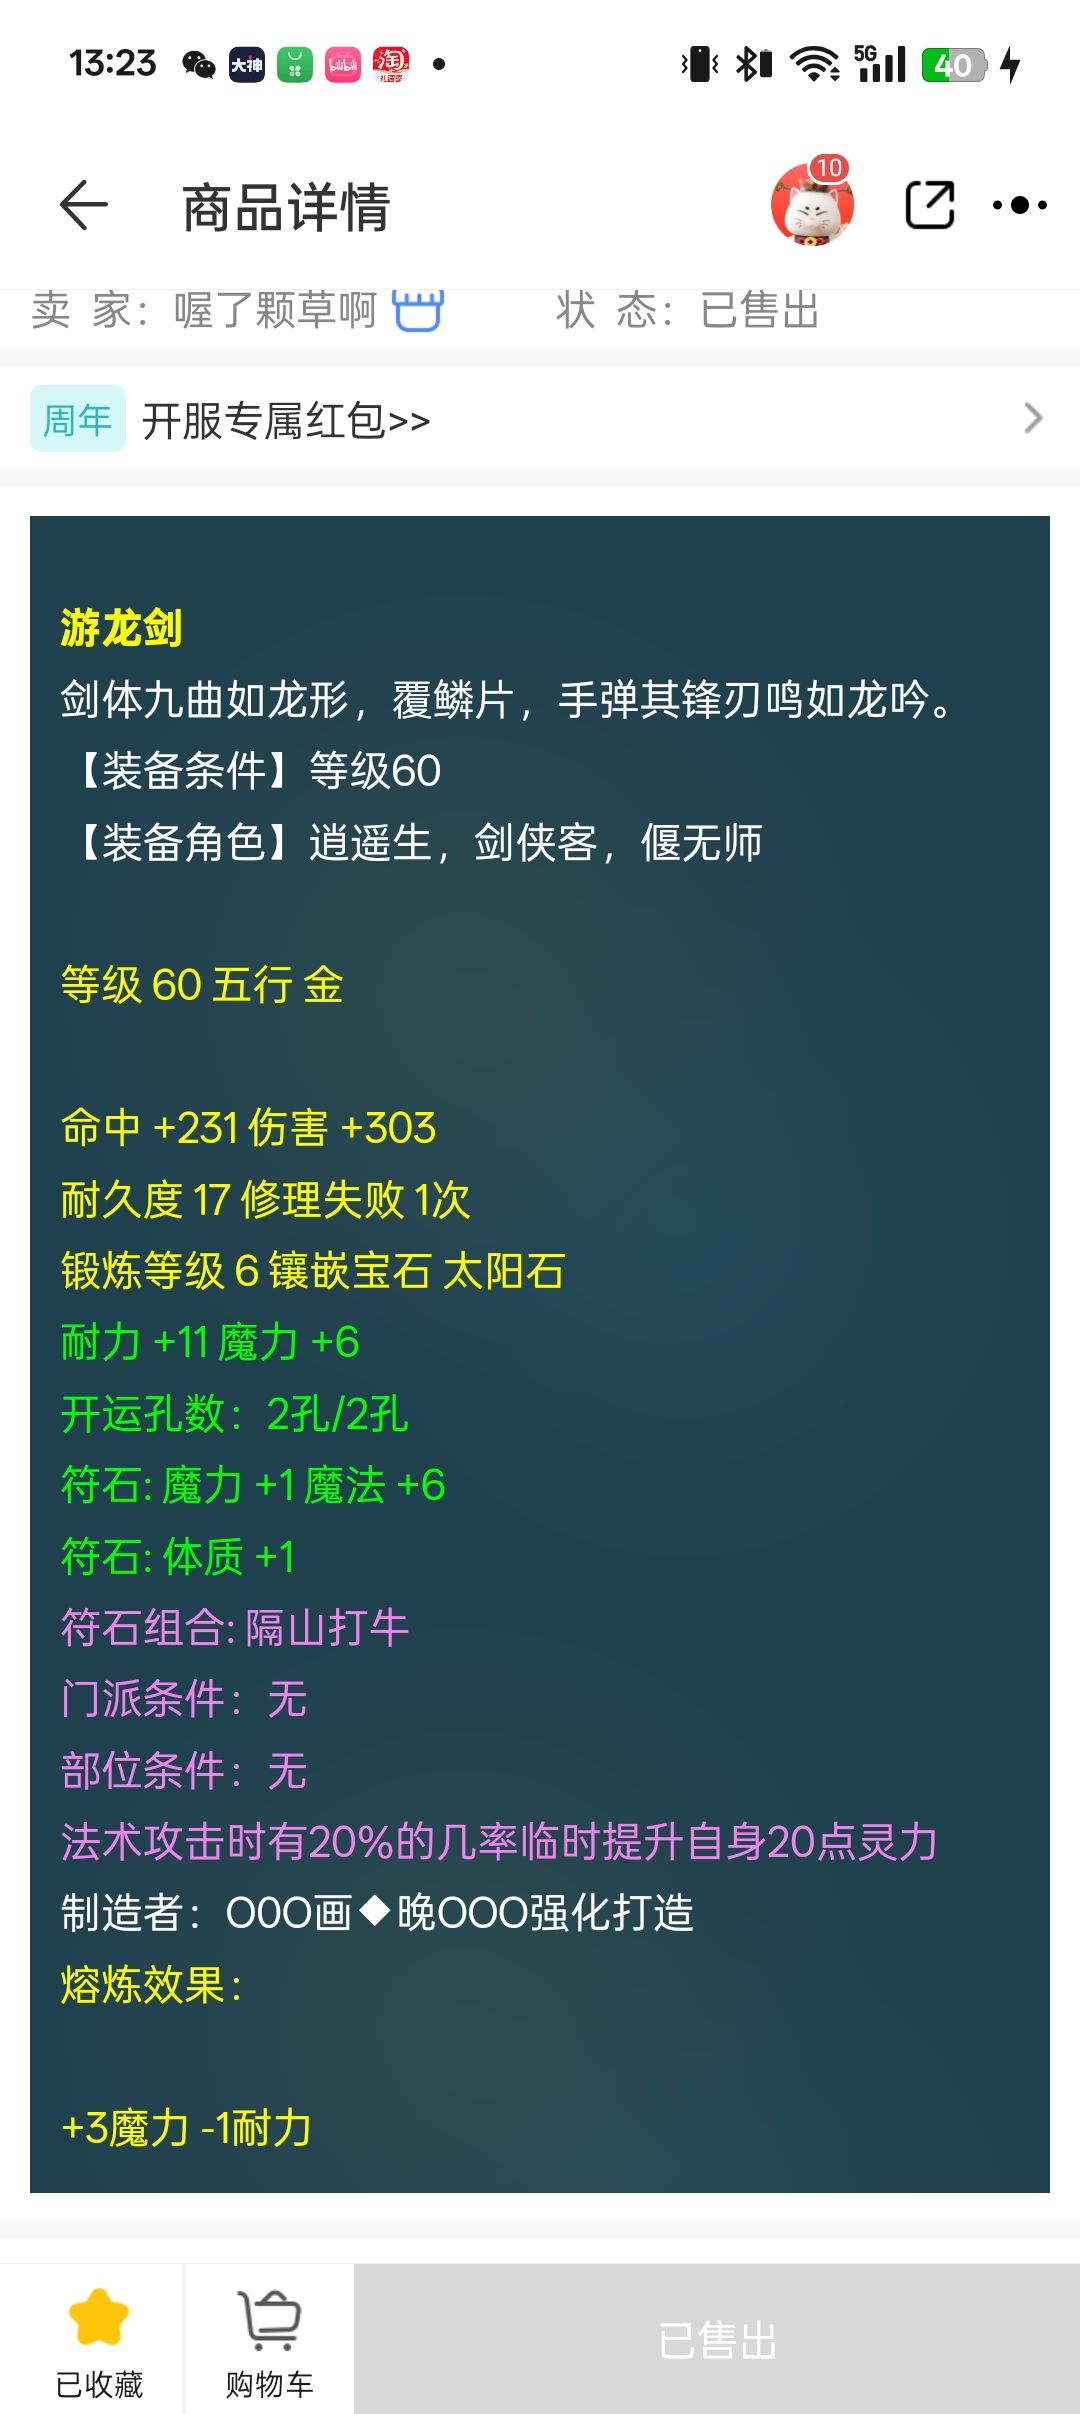 13:23
大神
bilibili
淘
礼遇季
5G
40
商品详情
10
卖 家：喔了颗草啊
状 态：已售出
周年 开服专属红包>>
游龙剑
剑体九曲如龙形，覆鳞片，手弹其锋刃鸣如龙吟。
【装备条件】等级60
【装备角色】逍遥生，剑侠客，偃无师
等级 60 五行 金
命中 +231 伤害 +303
耐久度 17 修理失败 1次
锻炼等级 6 镶嵌宝石 太阳石
耐力 +11 魔力 +6
开运孔数：2孔/2孔
符石: 魔力 +1 魔法 +6
符石: 体质 +1
符石组合: 隔山打牛
门派条件：无
部位条件：无
法术攻击时有20%的几率临时提升自身20点灵力
制造者：O0O画◆晚OOO强化打造
熔炼效果：
+3魔力 -1耐力
已收藏
购物车
已售出